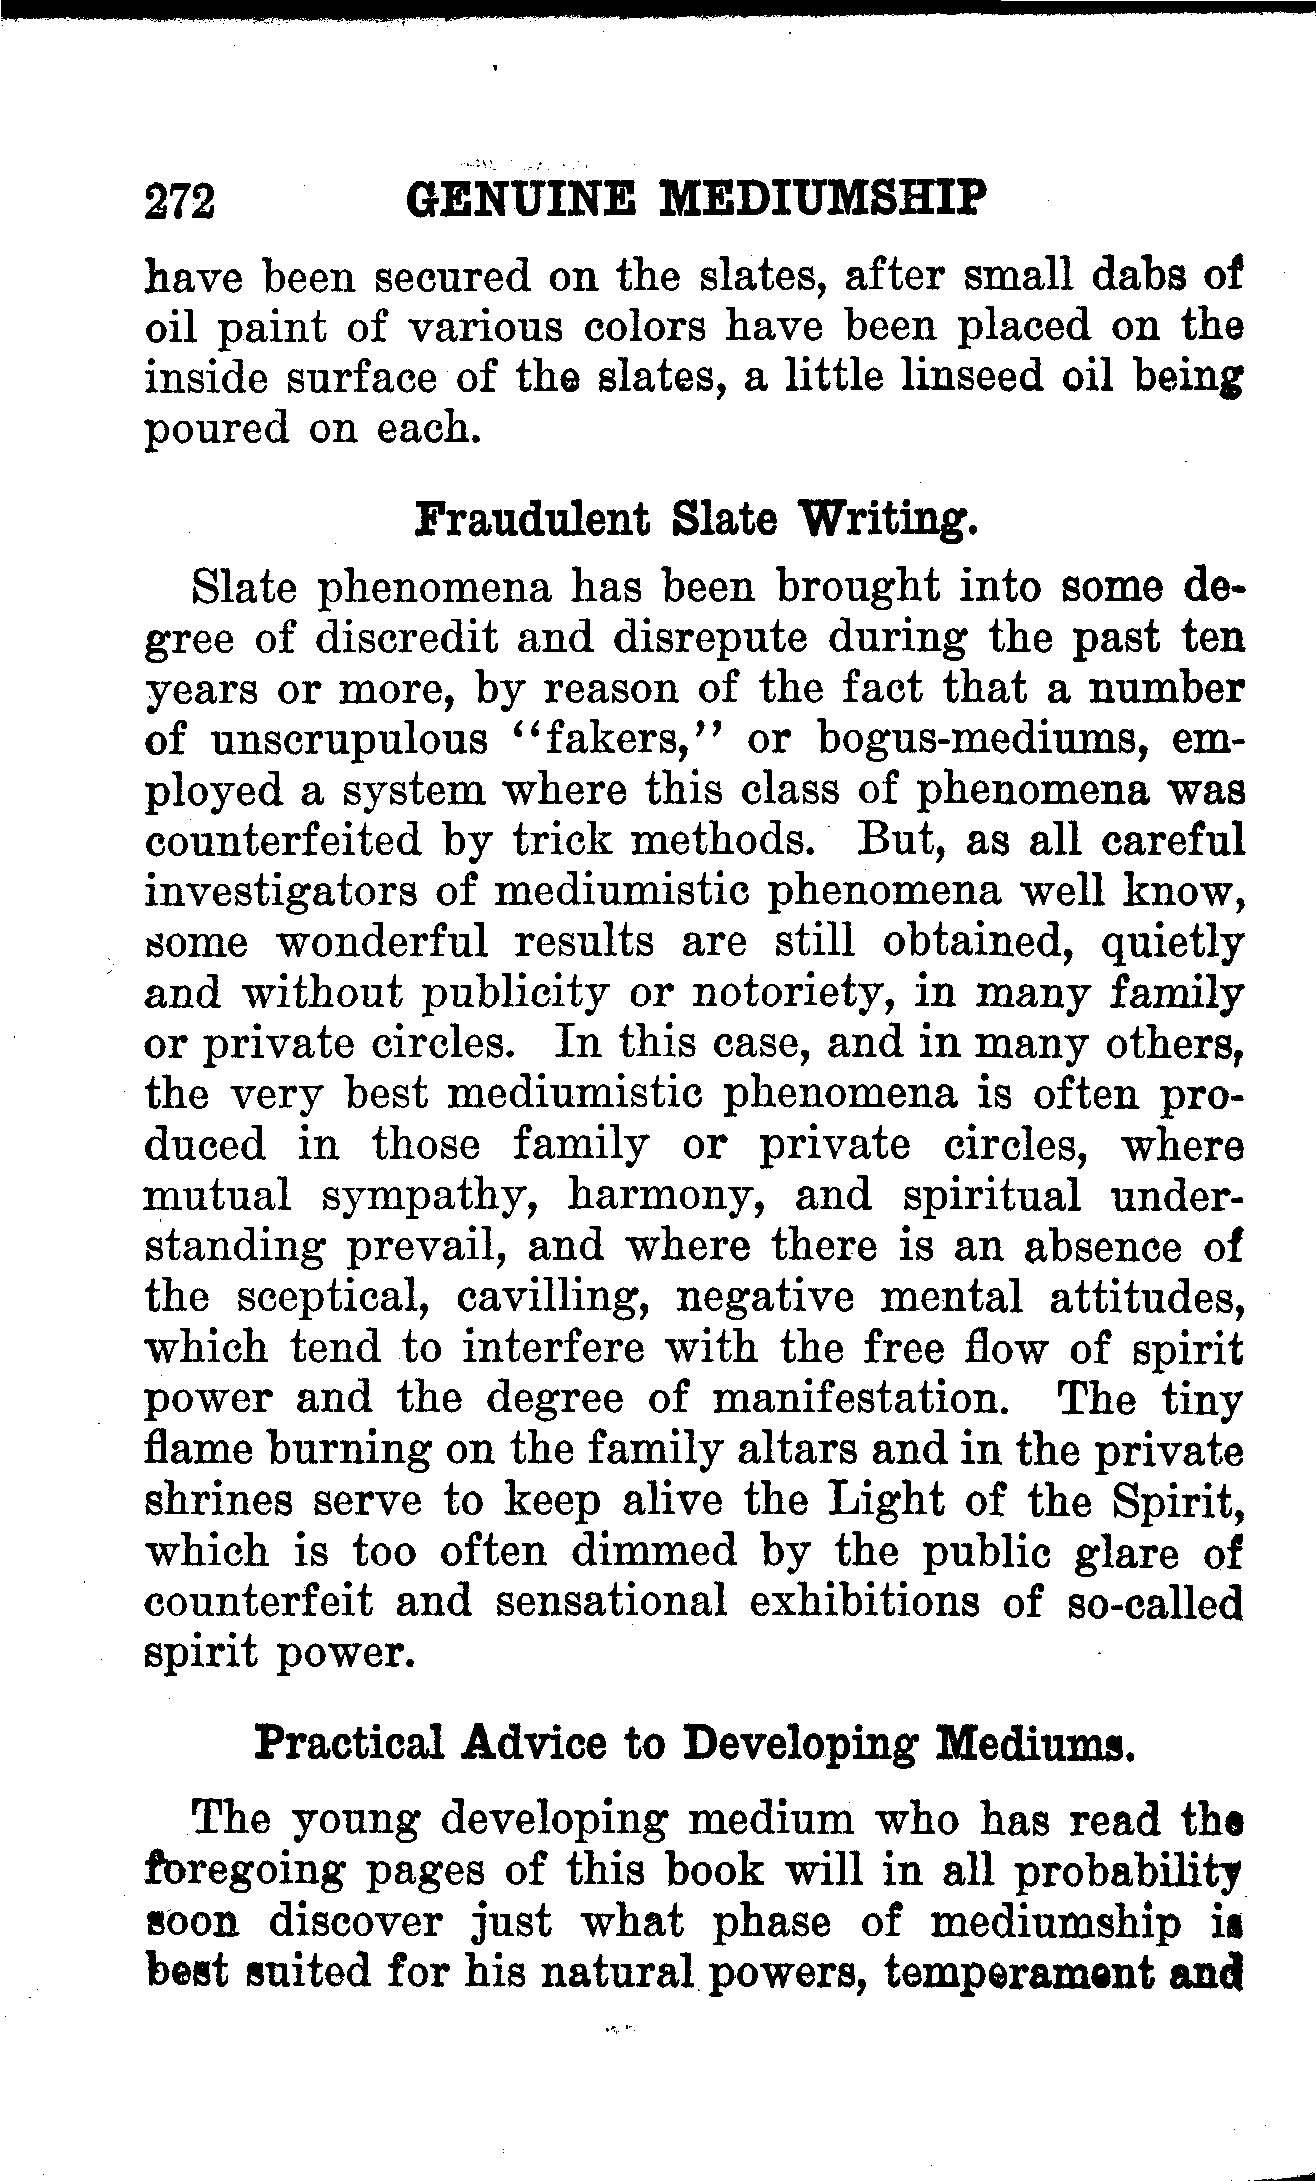 272 GENUINE MEDIUMSHIP
have been secured on the slates, after small dabs of
oil paint of various colors have been placed on the
inside surface of the slates, a little linseed oil being
poured on each.
Fraudulent Slate Writing.
Slate phenomena has been brought into some de-
gree of discredit and disrepute during the past ten
years or more, by reason of the fact that a number
of unscrupulous “fakers,” or bogus-mediums, em-
ployed a system where this class of phenomena was
counterfeited by trick methods. But, as all careful
investigators of mediumistic phenomena well know,
some wonderful results are still obtained, quietly
and without publicity or notoriety, in many family
or private circles. In this case, and in many others,
the very best mediumistic phenomena is often pro-
duced in those family or private circles, where
mutual sympathy, harmony, and spiritual under-
standing prevail, and where there is an absence of
the sceptical, cavilling, negative mental attitudes,
which tend to interfere with the free flow of spirit
power and the degree of manifestation. The tiny
flame burning on the family altars and in the private
shrines serve to keep alive the Light of the Spirit,
which is too often dimmed by the public glare of
counterfeit and sensational exhibitions of so-called
spirit power.
Practical Advice to Developing Mediums.
The young developing medium who has read the
foregoing pages of this book will in all probability
soon discover just what phase of mediumship is
best suited for his natural powers, temperament and